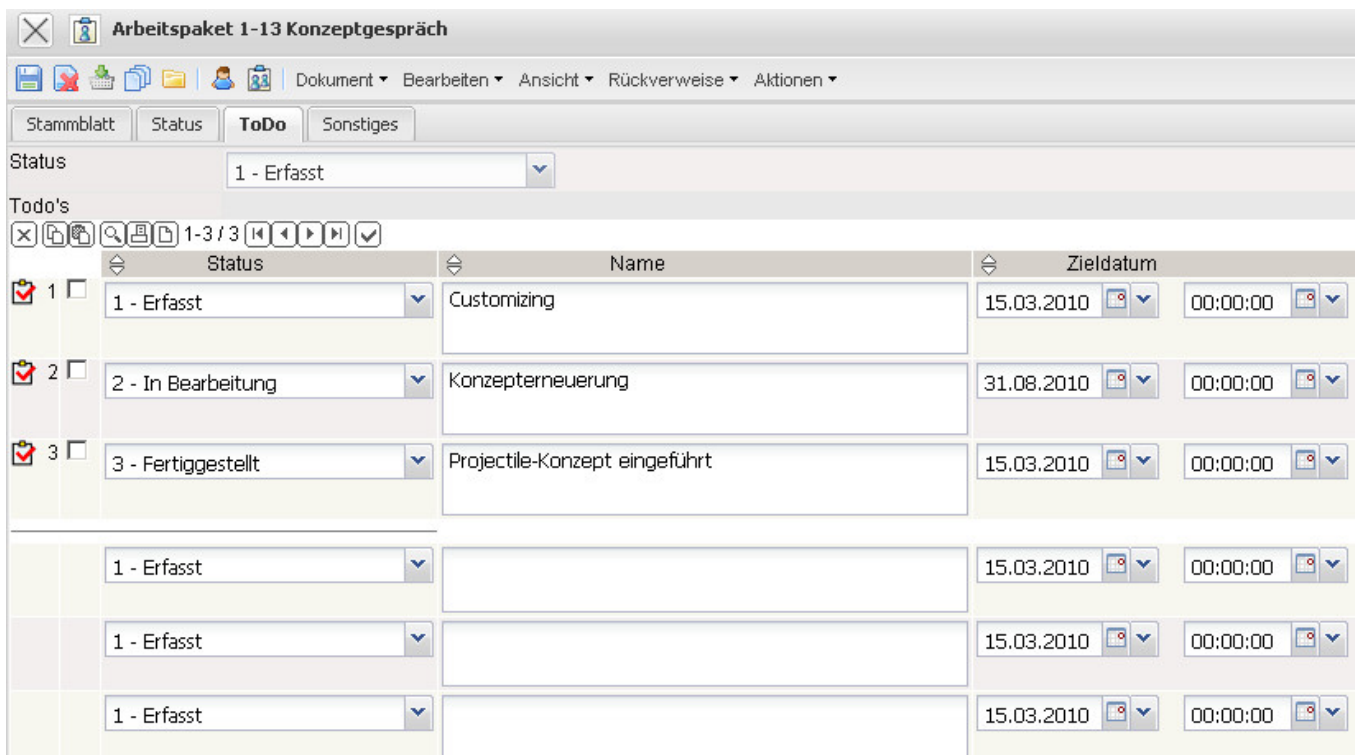 Arbeitspaket 1-13 Konzeptgespräch
Dokument Bearbeiten Ansicht Rückverweise Aktionen
Stammblatt Status ToDo Sonstiges
Status 1 - Erfasst
Todo's
1-3 / 3
Status Name Zieldatum
1 1 - Erfasst Customizing 15.03.2010 00:00:00
2 2 - In Bearbeitung Konzepterneuerung 31.08.2010 00:00:00
3 3 - Fertiggestellt Projectile-Konzept eingeführt 15.03.2010 00:00:00
1 - Erfasst 15.03.2010 00:00:00
1 - Erfasst 15.03.2010 00:00:00
1 - Erfasst 15.03.2010 00:00:00